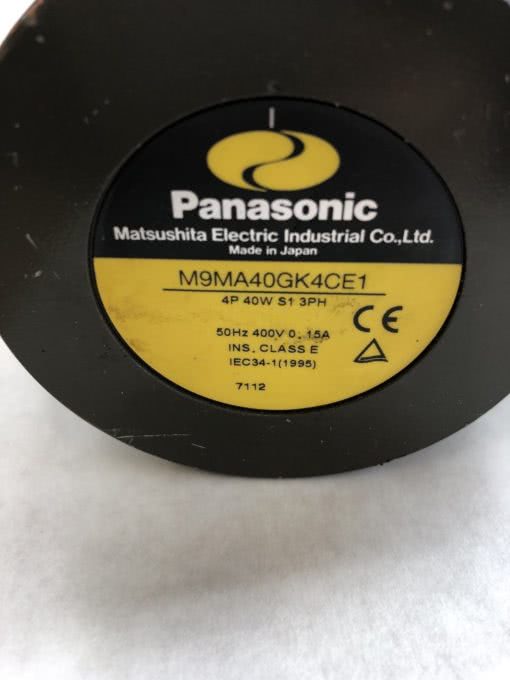 Panasonic
Matsushita Electric Industrial Co.,Ltd.
Made in Japan
M9MA40GK4CE1
4P 40W S1 3PH
50Hz 400V 0.15A
INS. CLASS E
IEC34-1(1995)
7112
CE